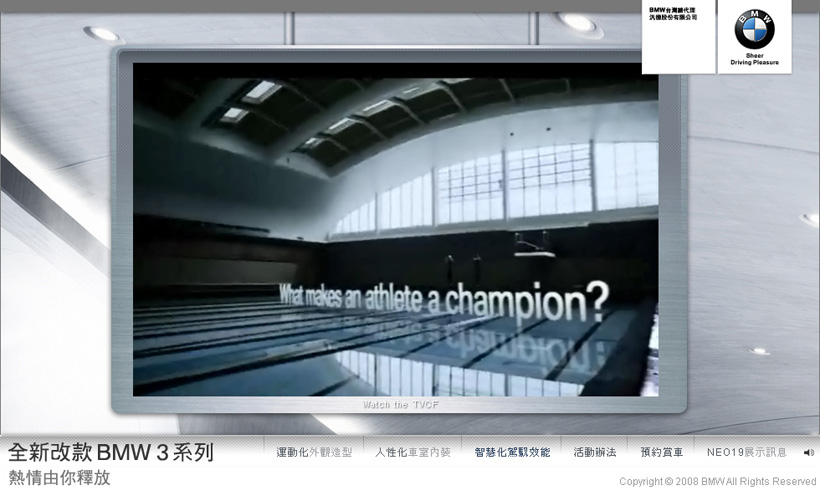 BMW台灣總代理
汎德股份有限公司
BMW
Sheer
Driving Pleasure
What makes an athlete a champion?
Watch the TVCF
全新改款 BMW 3 系列
熱情由你釋放
運動化外觀造型
人性化車室內裝
智慧化駕馭效能
活動辦法
預約賞車
NEO19展示訊息
Copyright © 2008 BMW All Rights Reserved